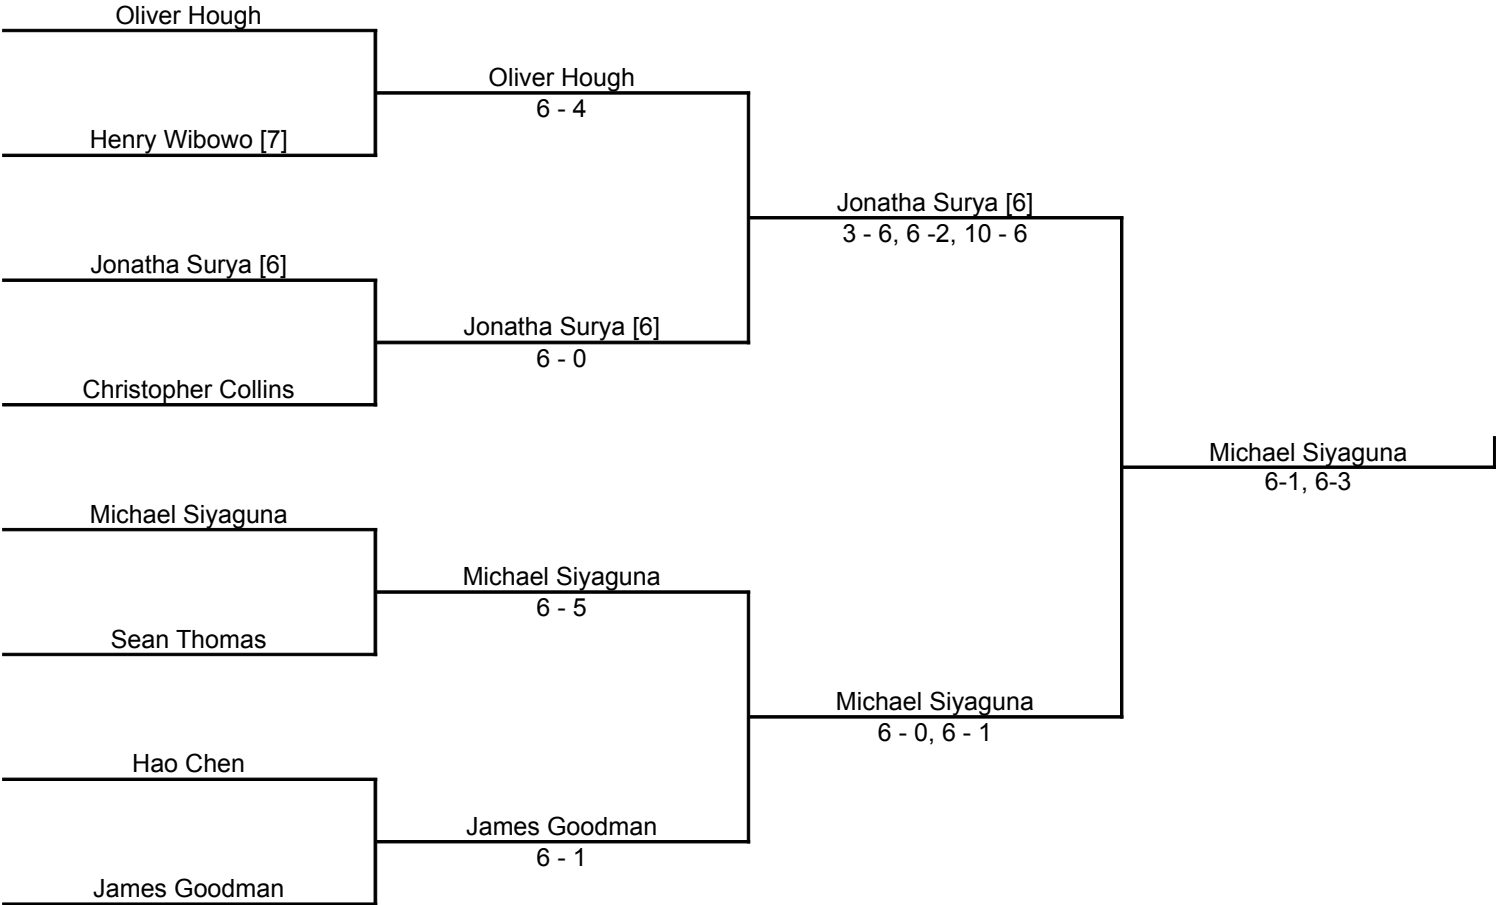 Oliver Hough
Oliver Hough
6 - 4
Henry Wibowo [7]
Jonatha Surya [6]
3 - 6, 6 -2, 10 - 6
Jonatha Surya [6]
Jonatha Surya [6]
6 - 0
Christopher Collins
Michael Siyaguna
6-1, 6-3
Michael Siyaguna
Michael Siyaguna
6 - 5
Sean Thomas
Michael Siyaguna
6 - 0, 6 - 1
Hao Chen
James Goodman
6 - 1
James Goodman